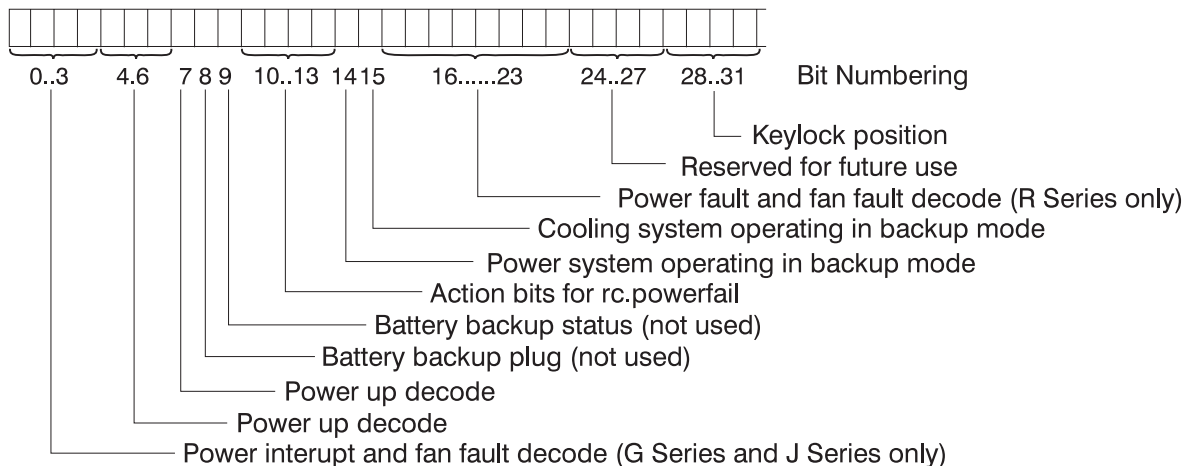 0..3 4.6 7 8 9 10..13 14 15 16......23 24..27 28..31 Bit Numbering
Keylock position
Reserved for future use
Power fault and fan fault decode (R Series only)
Cooling system operating in backup mode
Power system operating in backup mode
Action bits for rc.powerfail
Battery backup status (not used)
Battery backup plug (not used)
Power up decode
Power up decode
Power interupt and fan fault decode (G Series and J Series only)